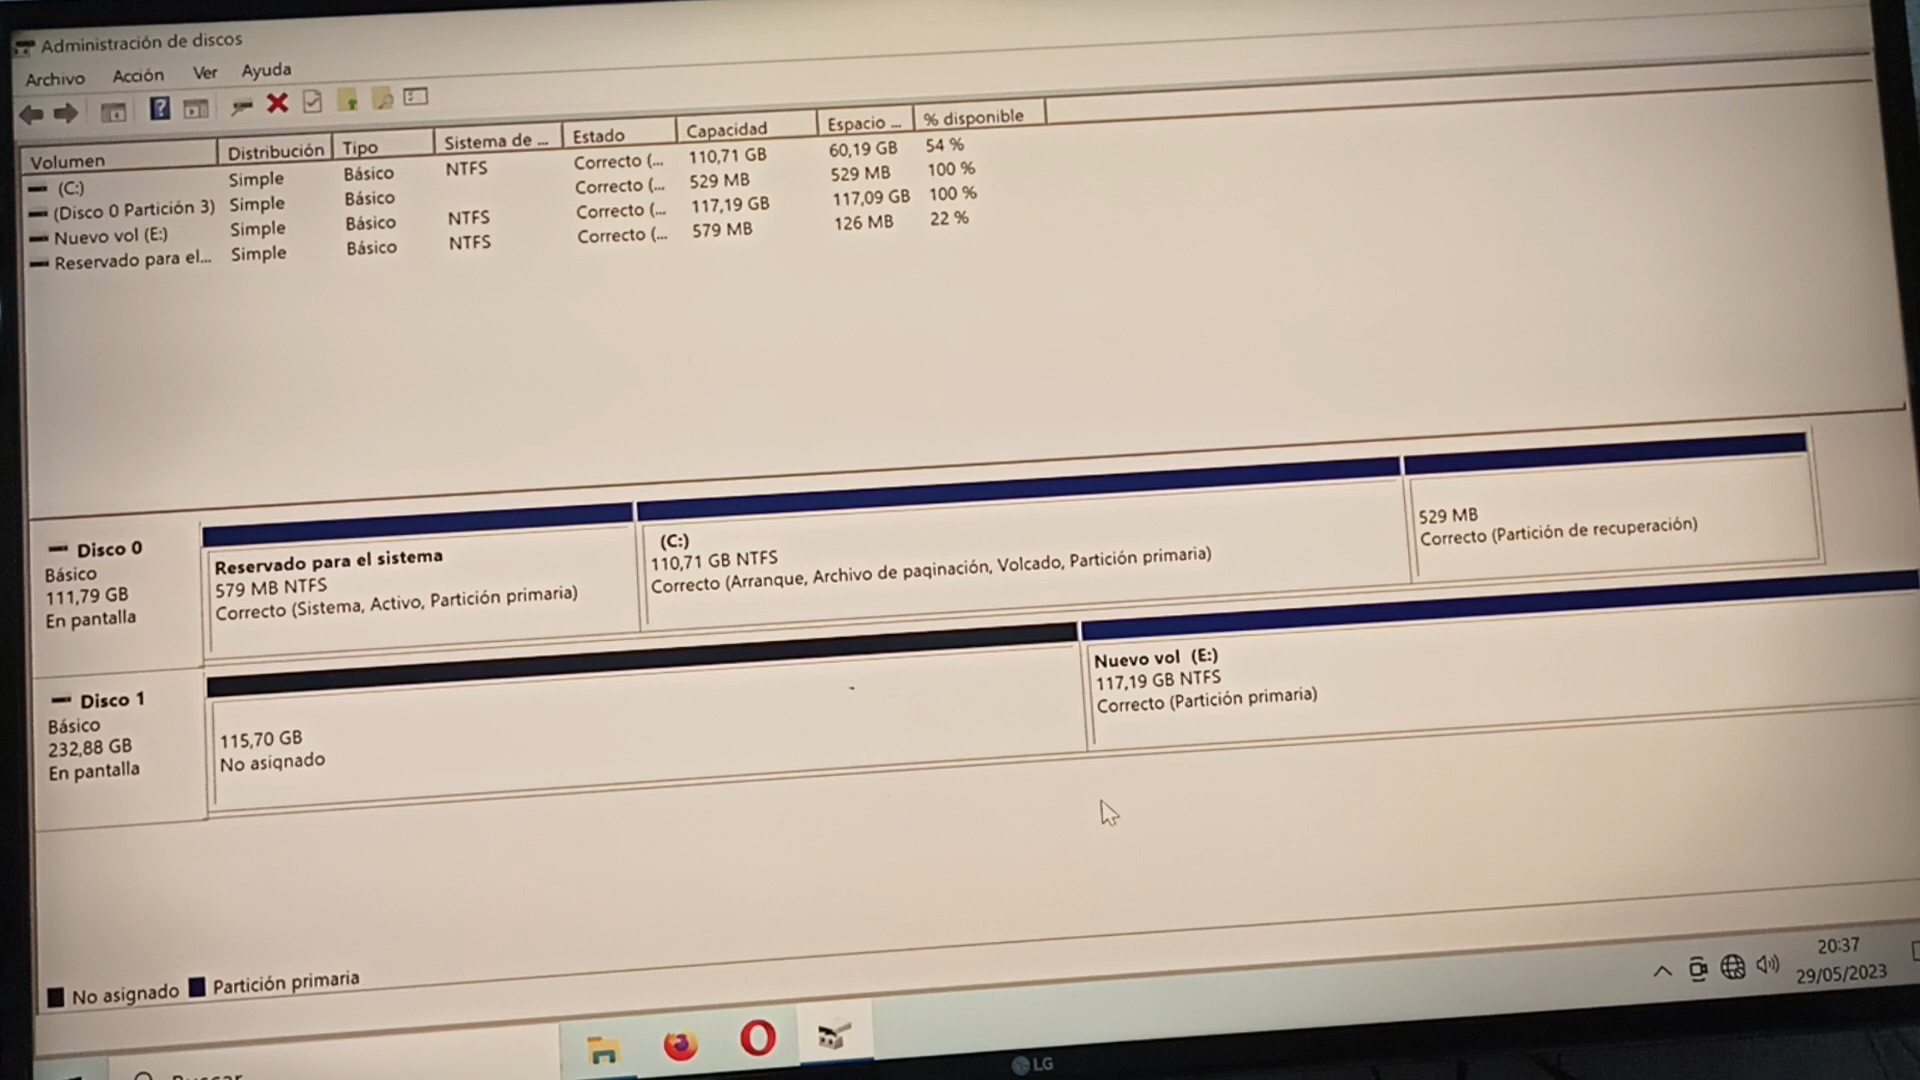 Administración de discos
Archivo Acción Ver Ayuda
Volumen Distribución Tipo Sistema de ... Estado Capacidad Espacio ... % disponible
(C:) Simple Básico NTFS Correcto (... 110,71 GB 60,19 GB 54 %
(Disco 0 Partición 3) Simple Básico Correcto (... 529 MB 529 MB 100 %
Nuevo vol (E:) Simple Básico NTFS Correcto (... 117,19 GB 117,09 GB 100 %
Reservado para el... Simple Básico NTFS Correcto (... 579 MB 126 MB 22 %
Disco 0
Básico
111,79 GB
En pantalla
Reservado para el sistema
579 MB NTFS
Correcto (Sistema, Activo, Partición primaria)
(C:)
110,71 GB NTFS
Correcto (Arranque, Archivo de paginación, Volcado, Partición primaria)
529 MB
Correcto (Partición de recuperación)
Disco 1
Básico
232,88 GB
En pantalla
115,70 GB
No asignado
Nuevo vol (E:)
117,19 GB NTFS
Correcto (Partición primaria)
No asignado Partición primaria
20:37
29/05/2023
LG